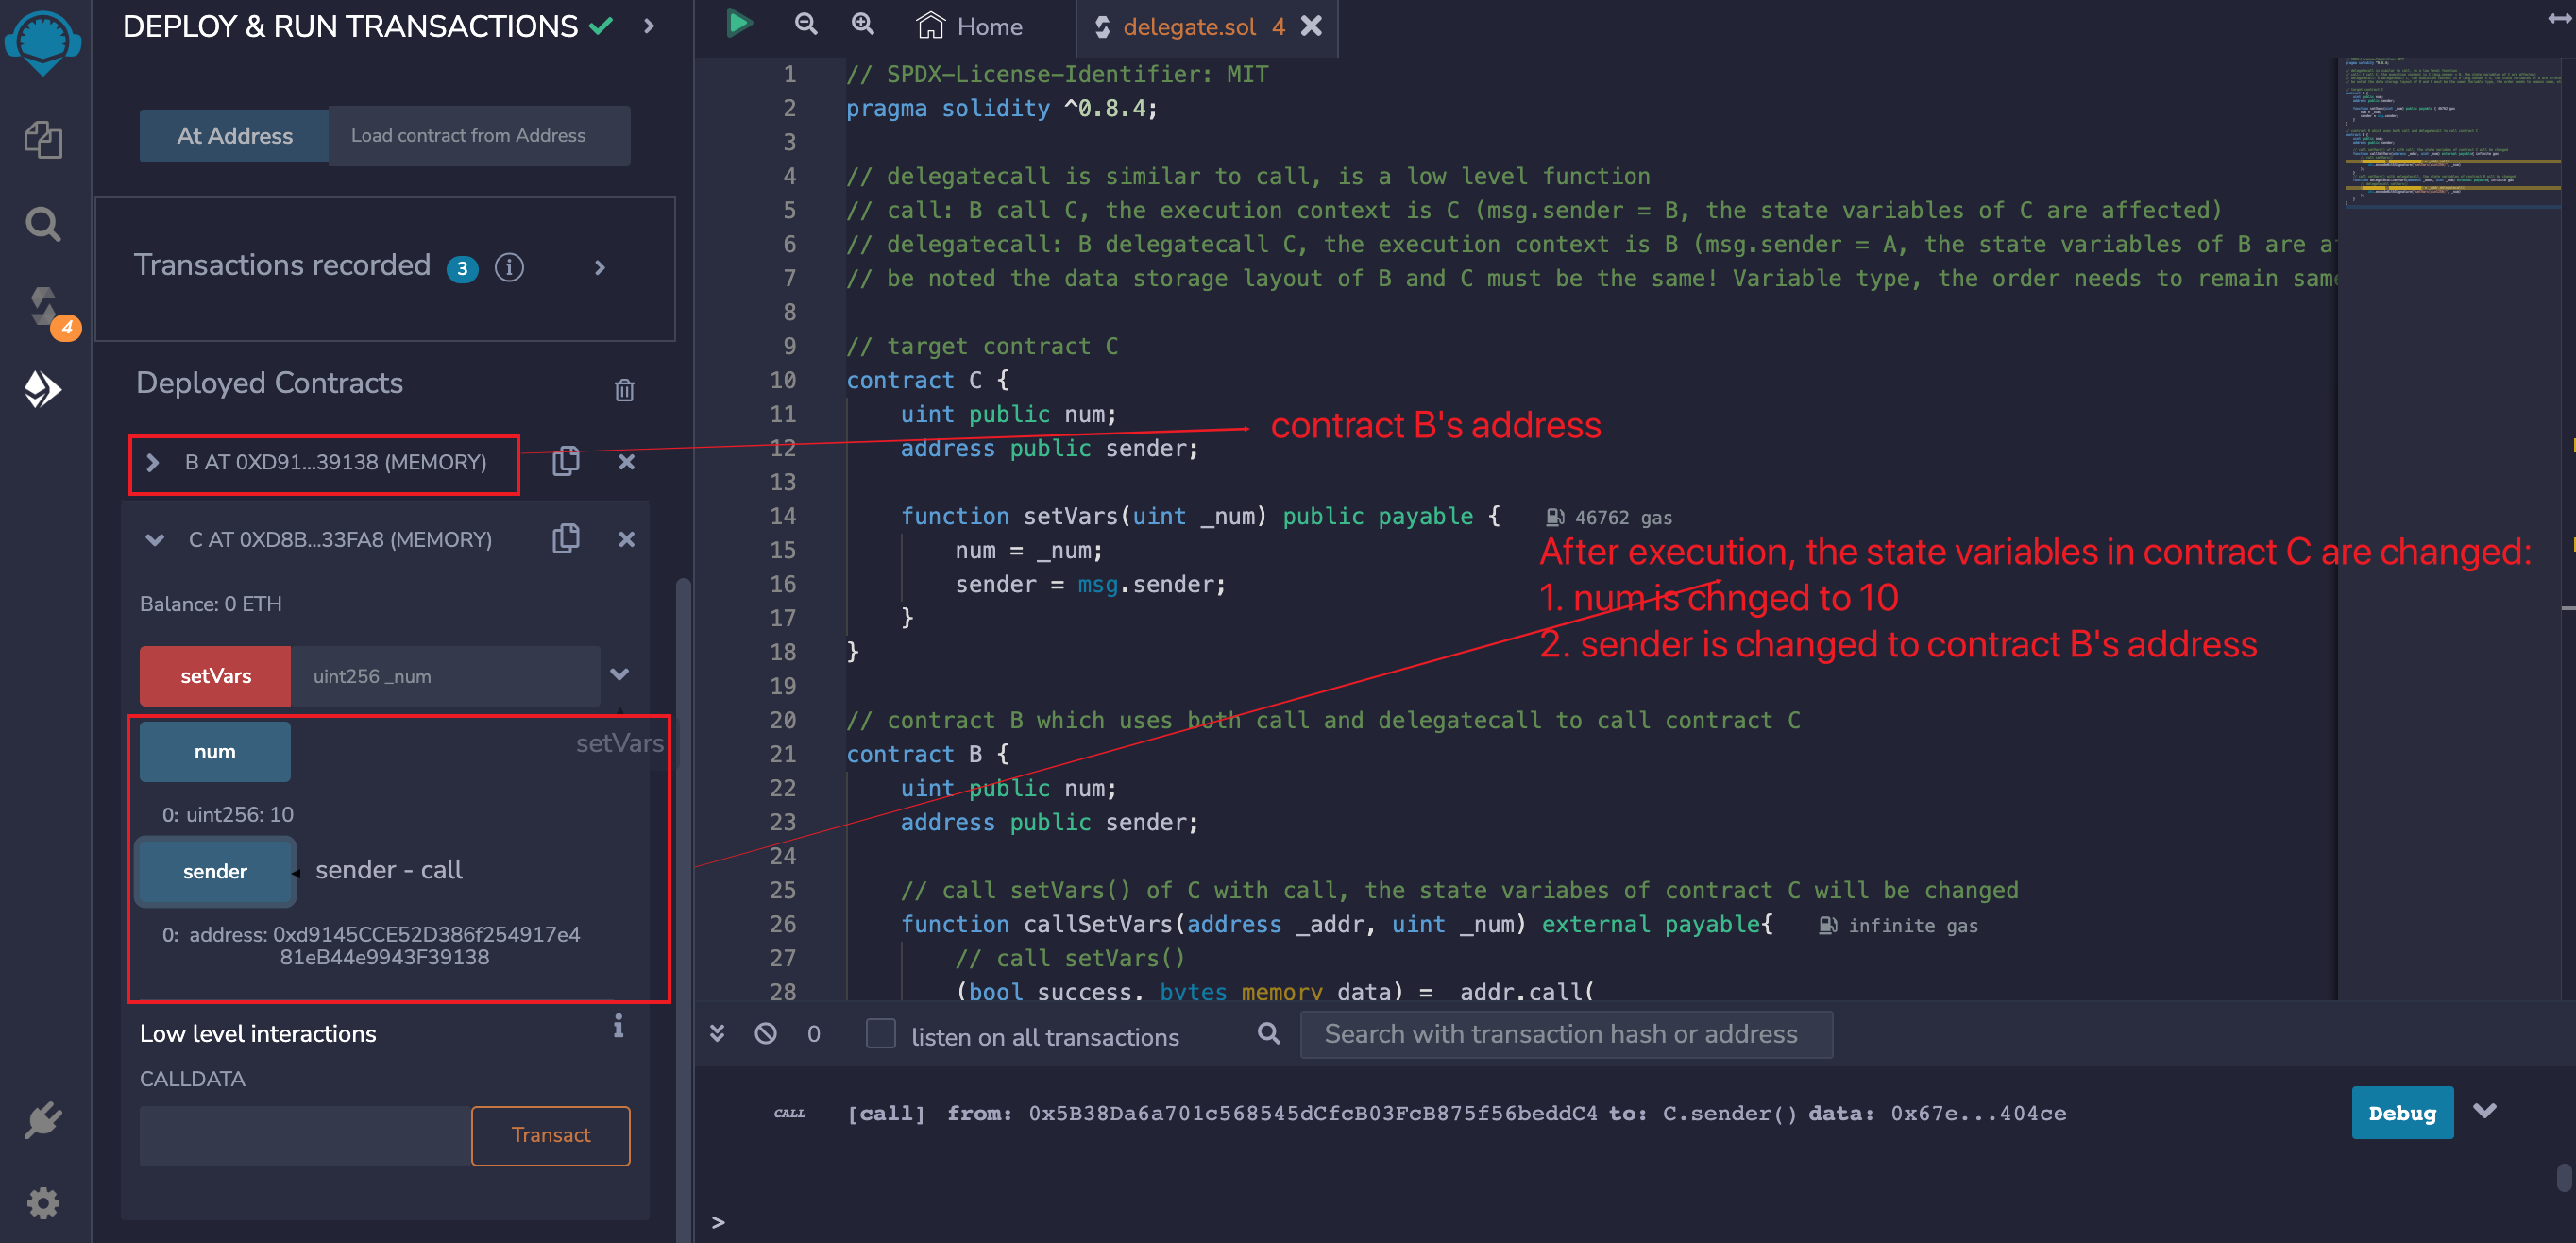 DEPLOY & RUN TRANSACTIONS
At Address
Load contract from Address
Transactions recorded 3
4
Deployed Contracts
B AT 0XD91...39138 (MEMORY)
C AT 0XD8B...33FA8 (MEMORY)
Balance: 0 ETH
setVars
uint256 _num
num
setVars
0: uint256: 10
sender
sender - call
0: address: 0xd9145CCE52D386f254917e4
81eB44e9943F39138
Low level interactions
CALLDATA
Transact
Home
delegate.sol 4
1 // SPDX-License-Identifier: MIT
2 pragma solidity ^0.8.4;
3
4 // delegatecall is similar to call, is a low level function
5 // call: B call C, the execution context is C (msg.sender = B, the state variables of C are affected)
6 // delegatecall: B delegatecall C, the execution context is B (msg.sender = A, the state variables of B are a
7 // be noted the data storage layout of B and C must be the same! Variable type, the order needs to remain sam
8
9 // target contract C
10 contract C {
11 uint public num;
contract B's address
12 address public sender;
13
14 function setVars(uint _num) public payable { 46762 gas
15 num = _num;
After execution, the state variables in contract C are changed:
16 sender = msg.sender;
1. num is chnged to 10
17 }
2. sender is changed to contract B's address
18 }
19
20 // contract B which uses both call and delegatecall to call contract C
21 contract B {
22 uint public num;
23 address public sender;
24
25 // call setVars() of C with call, the state variabes of contract C will be changed
26 function callSetVars(address _addr, uint _num) external payable{ infinite gas
27 // call setVars()
28 (bool success, bytes memory data) = _addr.call(
0
listen on all transactions
Search with transaction hash or address
CALL [call] from: 0x5B38Da6a701c568545dCfcB03FcB875f56beddC4 to: C.sender() data: 0x67e...404ce
Debug
>